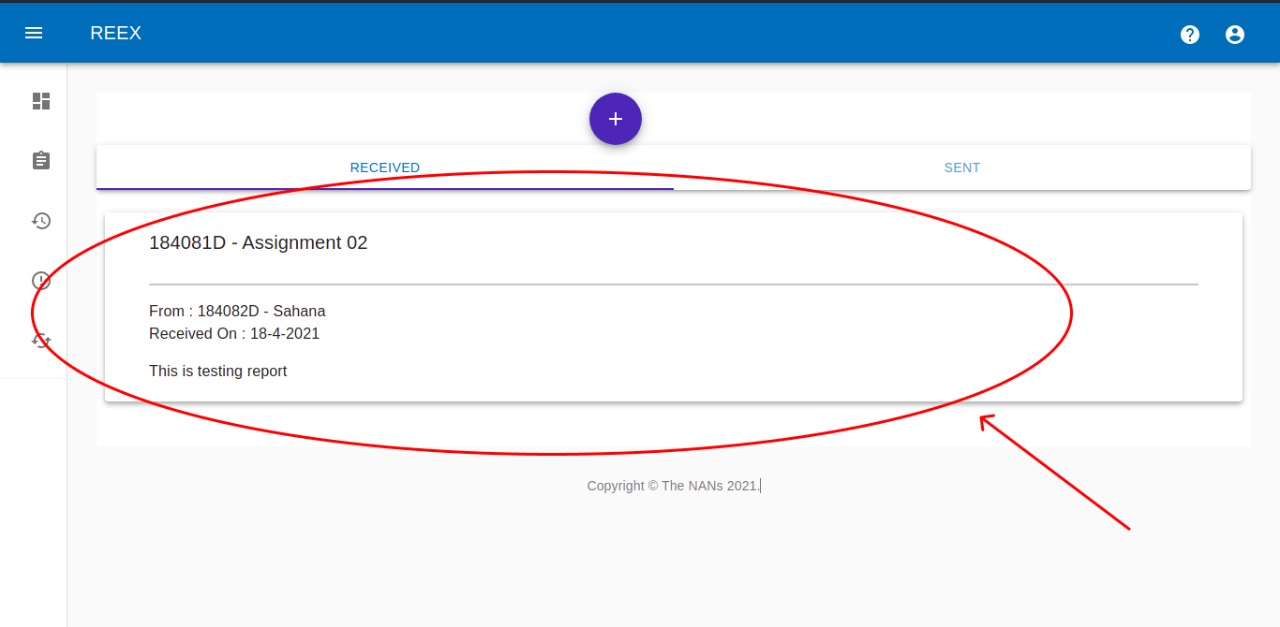 REEX
RECEIVED
SENT
184081D - Assignment 02
From : 184082D - Sahana
Received On : 18-4-2021
This is testing report
Copyright © The NANs 2021.